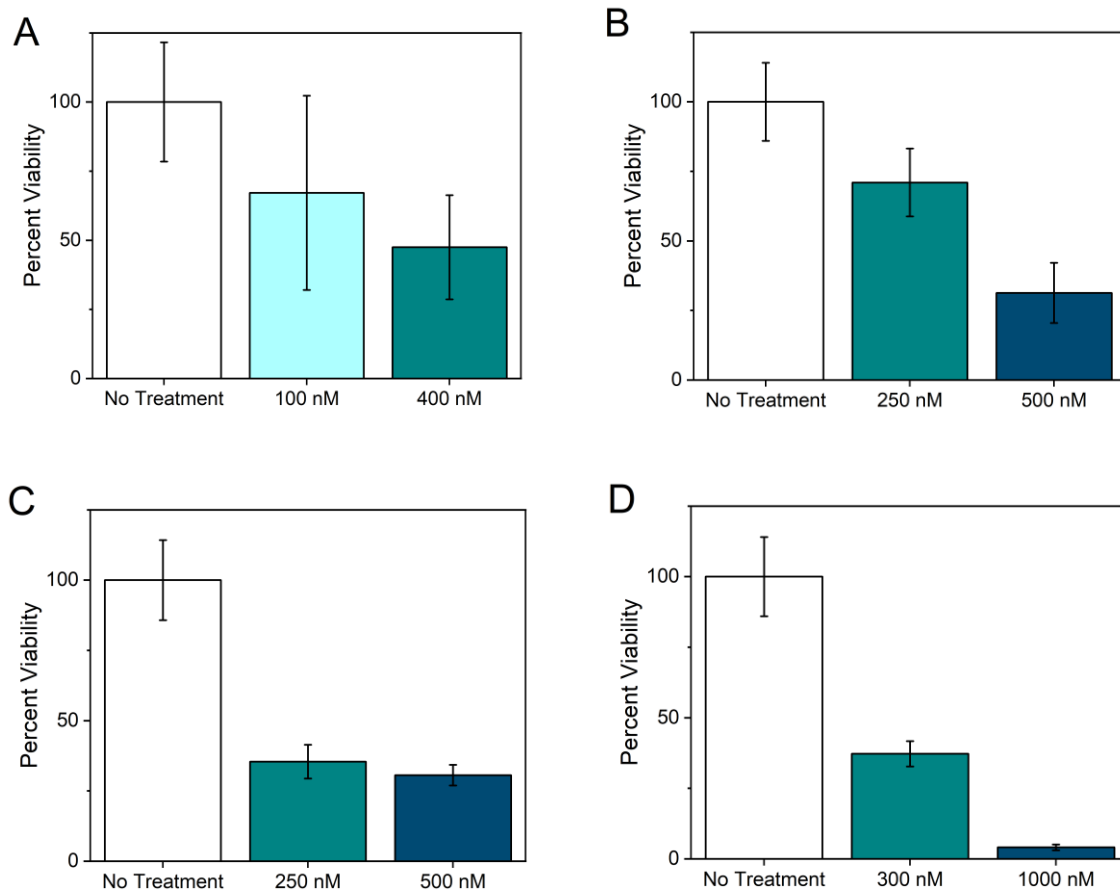 A
Percent Viability
100
50
0
No Treatment 100 nM 400 nM
B
Percent Viability
100
50
0
No Treatment 250 nM 500 nM
C
Percent Viability
100
50
0
No Treatment 250 nM 500 nM
D
Percent Viability
100
50
0
No Treatment 300 nM 1000 nM